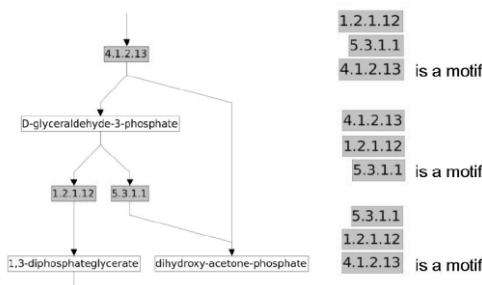 4.1.2.13
D-glyceraldehyde-3-phosphate
1.2.1.12
5.3.1.1
1,3-diphosphateglycerate
dihydroxy-acetone-phosphate
1.2.1.12
5.3.1.1
4.1.2.13 is a motif
4.1.2.13
1.2.1.12
5.3.1.1 is a motif
5.3.1.1
1.2.1.12
4.1.2.13 is a motif